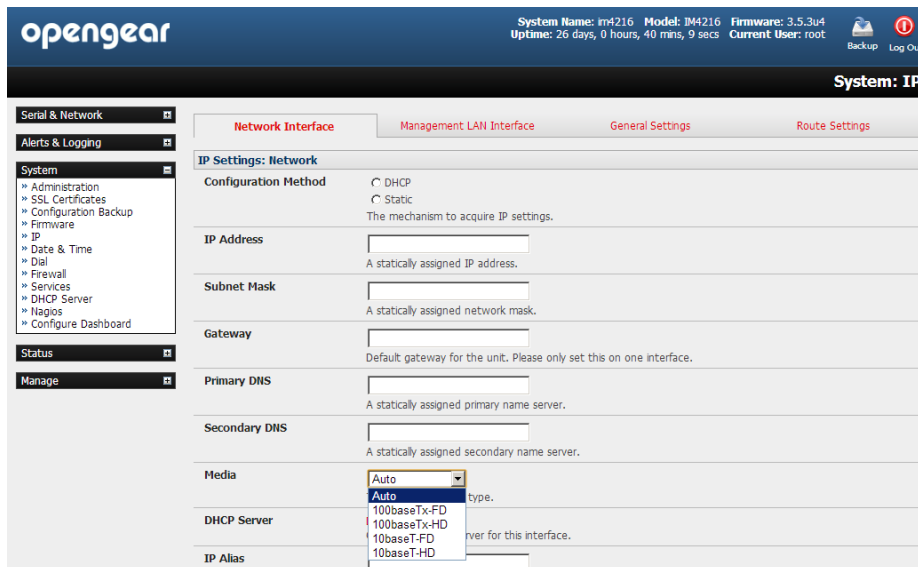 opengear
System Name: im4216 Model: IM4216 Firmware: 3.5.3u4
Uptime: 26 days, 0 hours, 40 mins, 9 secs Current User: root
Backup
Log Ou
System: IP
Serial & Network
Alerts & Logging
System
» Administration
» SSL Certificates
» Configuration Backup
» Firmware
» IP
» Date & Time
» Dial
» Firewall
» Services
» DHCP Server
» Nagios
» Configure Dashboard
Status
Manage
Network Interface
Management LAN Interface
General Settings
Route Settings
IP Settings: Network
Configuration Method
DHCP
Static
The mechanism to acquire IP settings.
IP Address
A statically assigned IP address.
Subnet Mask
A statically assigned network mask.
Gateway
Default gateway for the unit. Please only set this on one interface.
Primary DNS
A statically assigned primary name server.
Secondary DNS
A statically assigned secondary name server.
Media
Auto
Auto
100baseTx-FD
100baseTx-HD
10baseT-FD
10baseT-HD
type.
DHCP Server
rver for this interface.
IP Alias